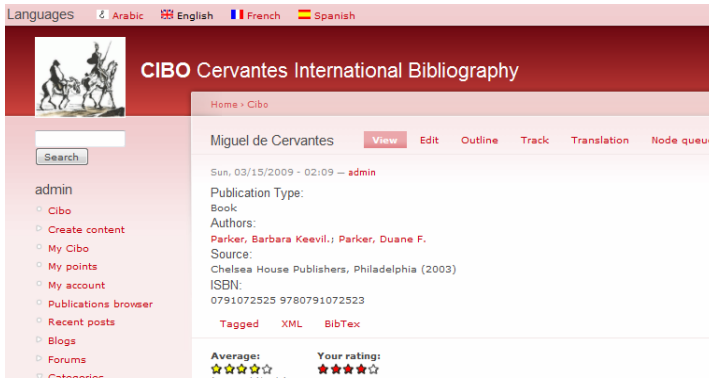 Languages Arabic English French Spanish
CIBO Cervantes International Bibliography
Home › Cibo
Search
admin
Cibo
Create content
My Cibo
My points
My account
Publications browser
Recent posts
Blogs
Forums
Categories
Miguel de Cervantes View Edit Outline Track Translation Node queue
Sun, 03/15/2009 - 02:09 — admin
Publication Type:
Book
Authors:
Parker, Barbara Keevil.; Parker, Duane F.
Source:
Chelsea House Publishers, Philadelphia (2003)
ISBN:
0791072525 9780791072523
Tagged XML BibTex
Average: Your rating: